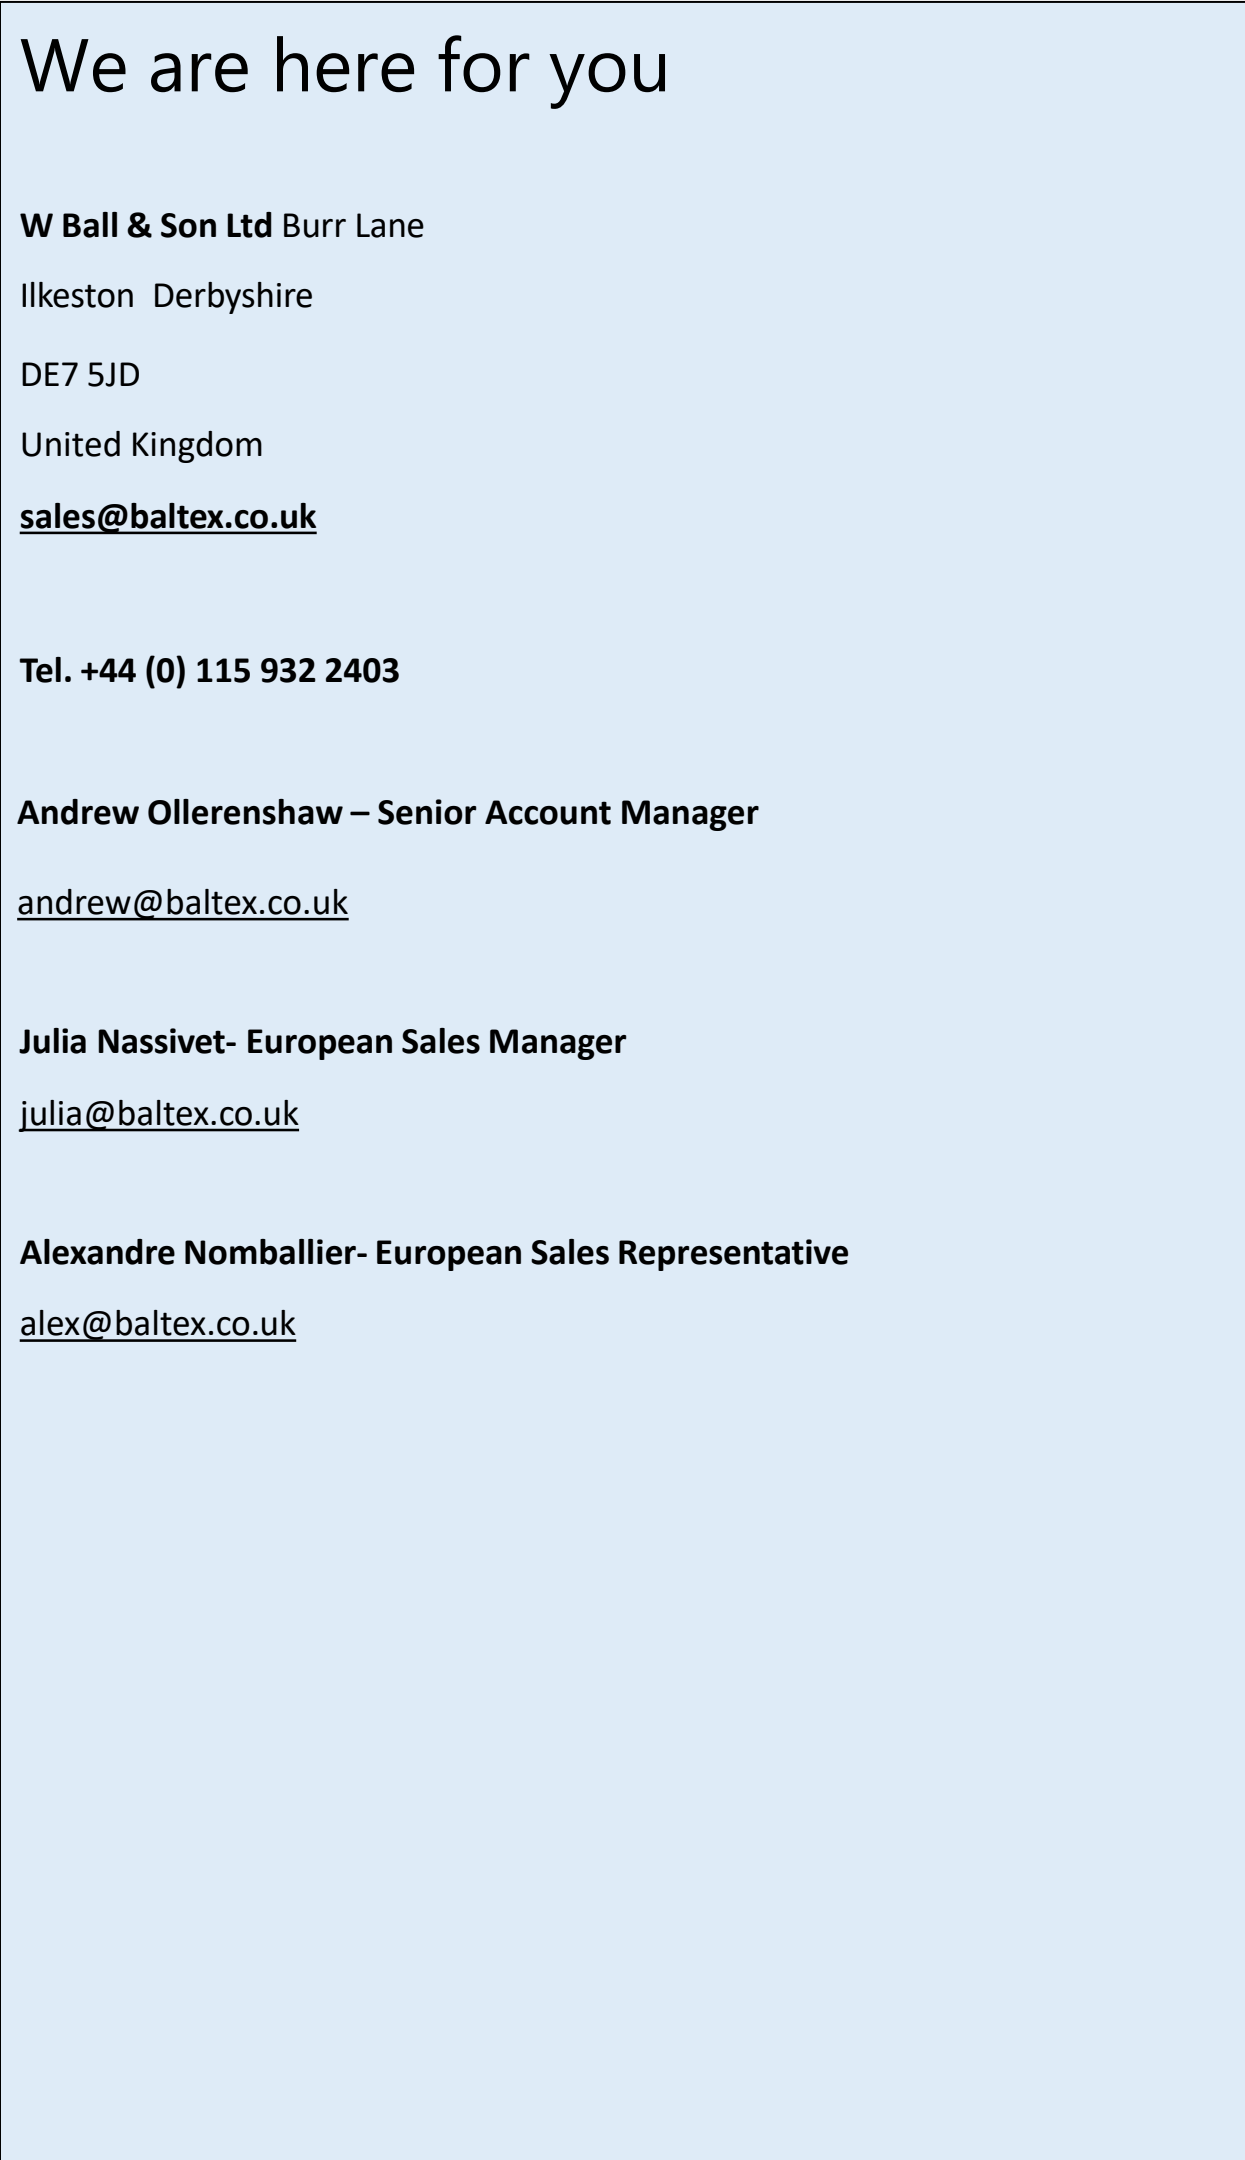 We are here for you
W Ball & Son Ltd Burr Lane
Ilkeston  Derbyshire
DE7 5JD
United Kingdom
sales@baltex.co.uk
Tel. +44 (0) 115 932 2403
Andrew Ollerenshaw – Senior Account Manager
andrew@baltex.co.uk
Julia Nassivet- European Sales Manager
julia@baltex.co.uk
Alexandre Nomballier- European Sales Representative
alex@baltex.co.uk